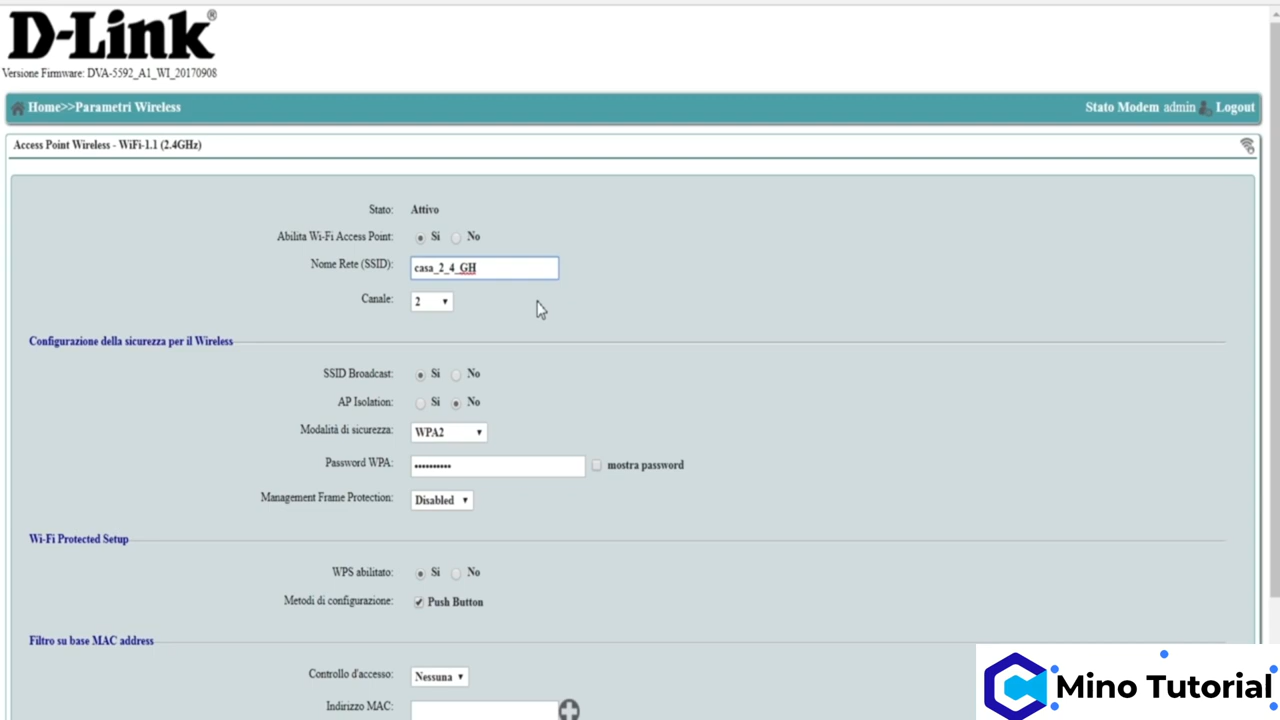 D-Link®
Versione Firmware: DVA-5592_A1_WI_20170908
Home>>Parametri Wireless
Stato Modem admin Logout
Access Point Wireless - WiFi-1.1 (2.4GHz)
Stato: Attivo
Abilita Wi-Fi Access Point: Si No
Nome Rete (SSID): casa_2_4_GH
Canale: 2
Configurazione della sicurezza per il Wireless
SSID Broadcast: Si No
AP Isolation: Si No
Modalità di sicurezza: WPA2
Password WPA: •••••••••• mostra password
Management Frame Protection: Disabled
Wi-Fi Protected Setup
WPS abilitato: Si No
Metodi di configurazione: Push Button
Filtro su base MAC address
Controllo d'accesso: Nessuna
Indirizzo MAC:
Mino Tutorial